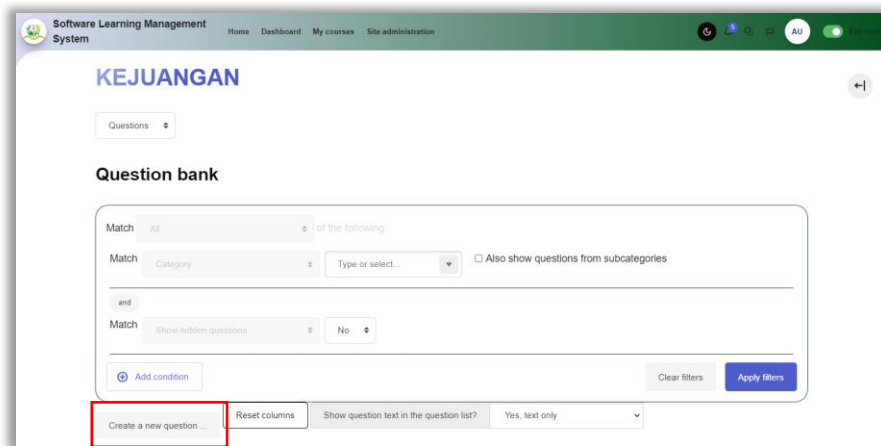 Software Learning Management
System
Home Dashboard My courses Site administration
5
AU
KEJUANGAN
Questions
Question bank
Match All of the following:
Match Category Type or select... Also show questions from subcategories
and
Match Show hidden questions No
Add condition Clear filters Apply filters
Create a new question ... Reset columns Show question text in the question list? Yes, text only